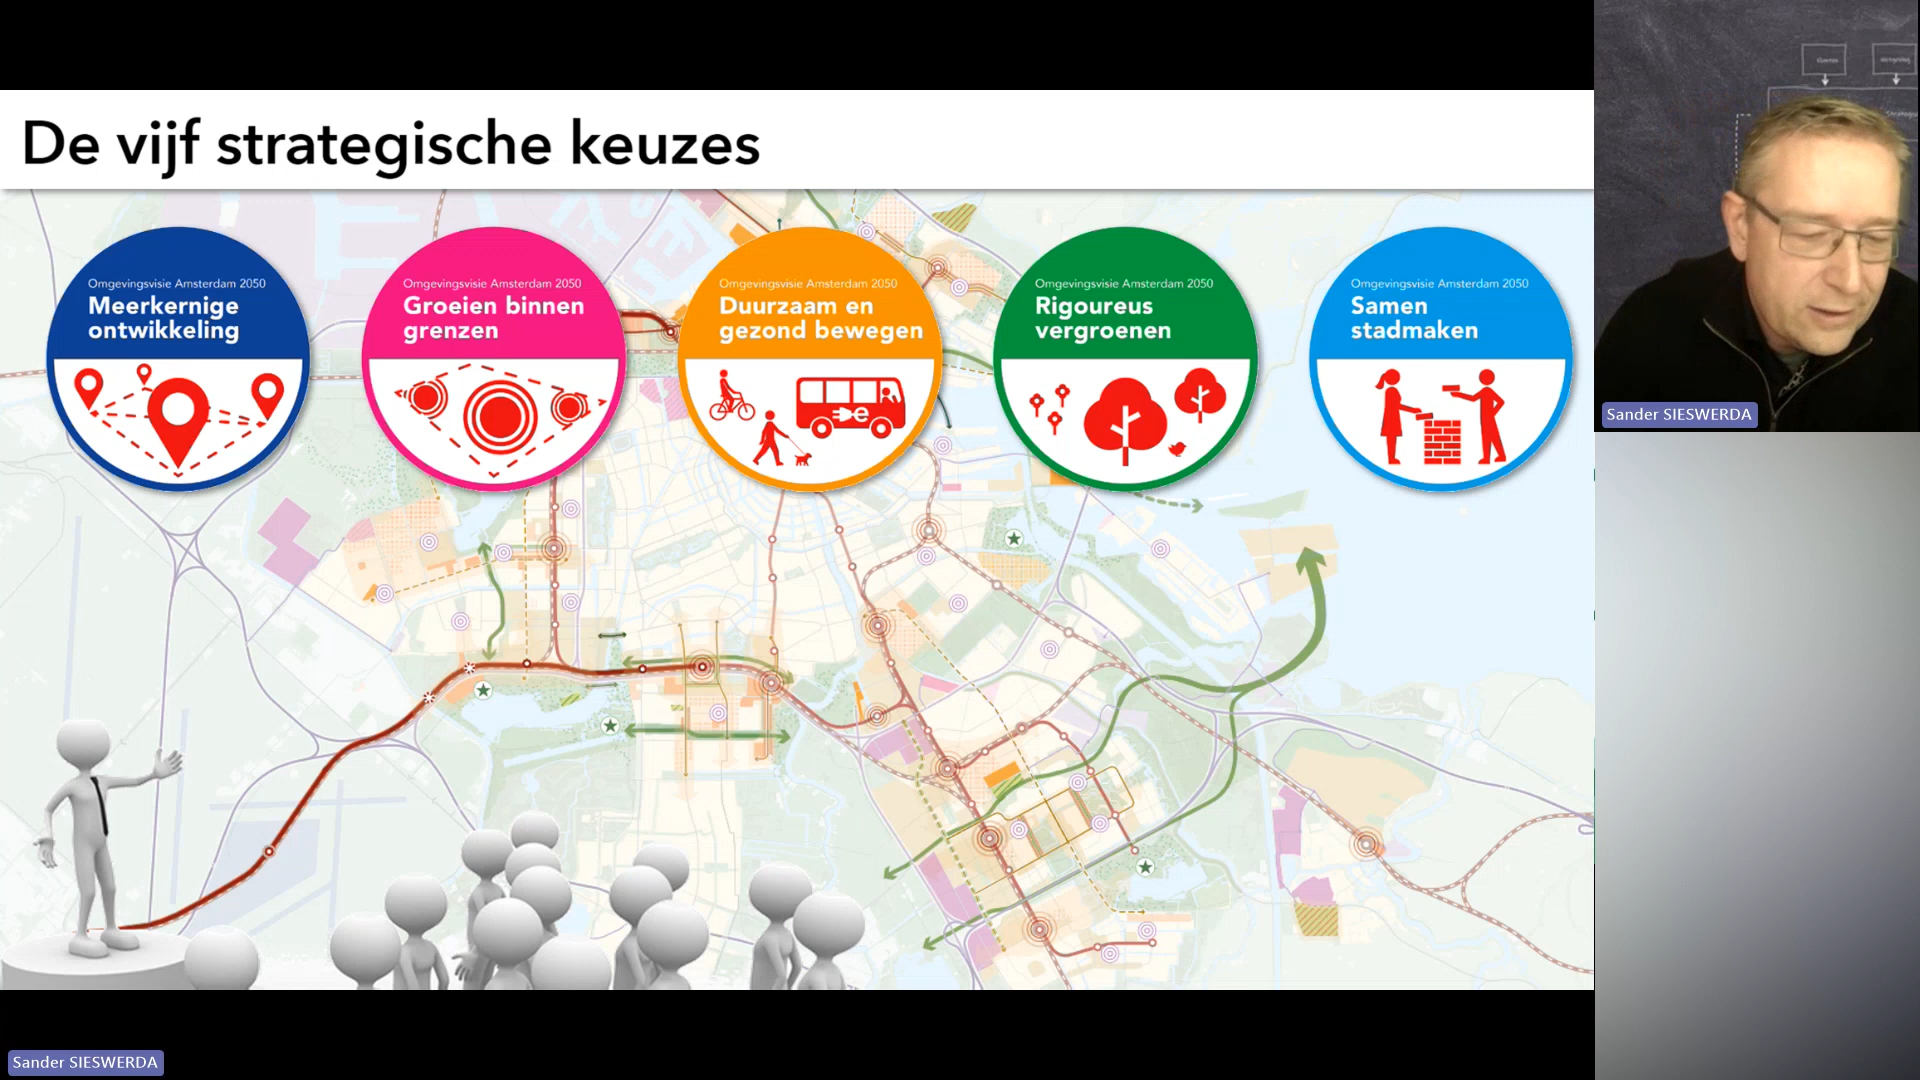 De vijf strategische keuzes
Omgevingsvisie Amsterdam 2050
Meerkernige
ontwikkeling
Omgevingsvisie Amsterdam 2050
Groeien binnen
grenzen
Omgevingsvisie Amsterdam 2050
Duurzaam en
gezond bewegen
e
Omgevingsvisie Amsterdam 2050
Rigoureus
vergroenen
Omgevingsvisie Amsterdam 2050
Samen
stadmaken
Sander SIESWERDA
Sander SIESWERDA